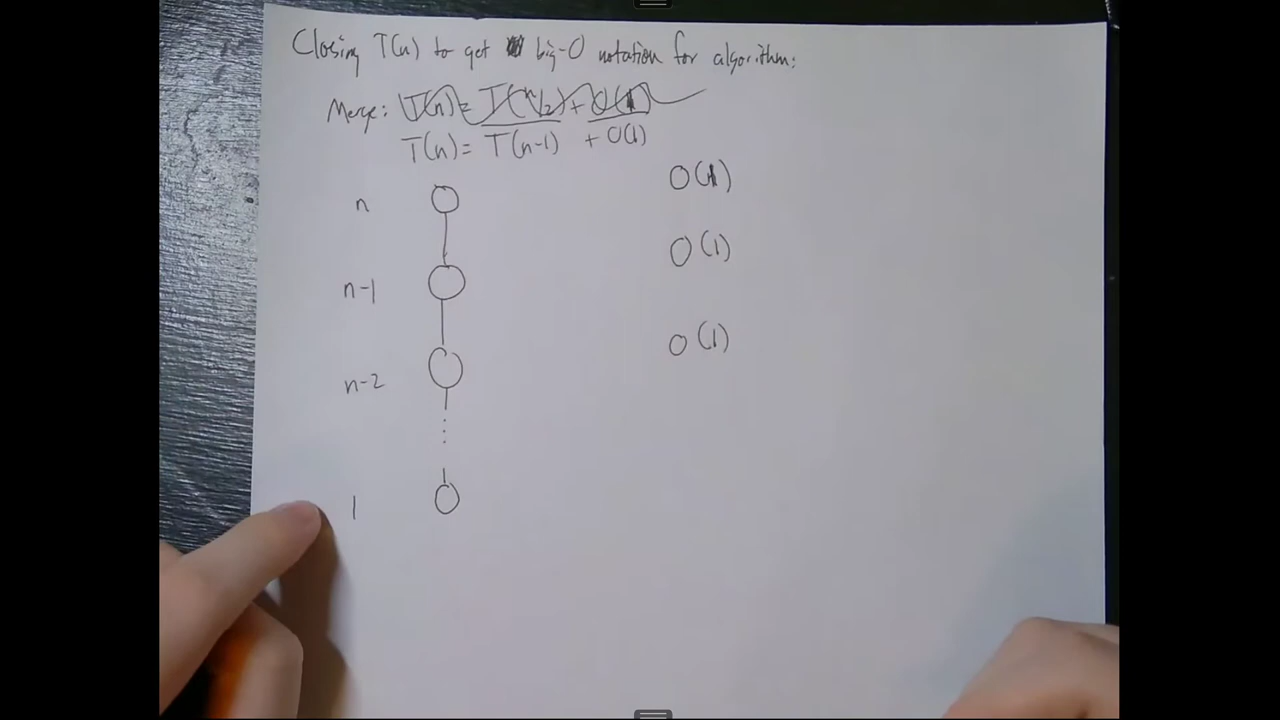 Closing T(n) to get big-O notation for algorithm:
Merge: T(n) = T(n/2) + O(1)
T(n) = T(n-1) + O(1)
n O(1)
n-1 O(1)
n-2 O(1)
1